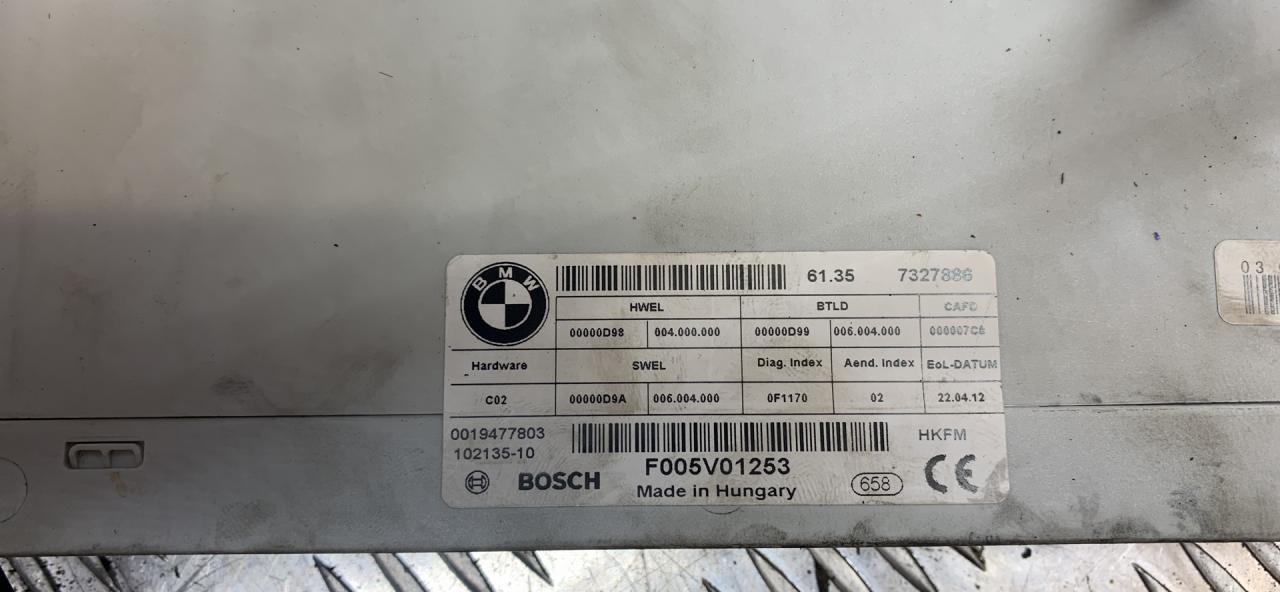 BMW
61.35 7327886
HWEL BTLD CAFD
00000D98 004.000.000 00000D99 006.004.000
Hardware SWEL Diag. Index Aend. Index EoL-DATUM
C02 00000D9A 006.004.000 0F1170 02 22.04.12
0019477803 HKFM
102135-10
BOSCH F005V01253 658 CE
Made in Hungary
03